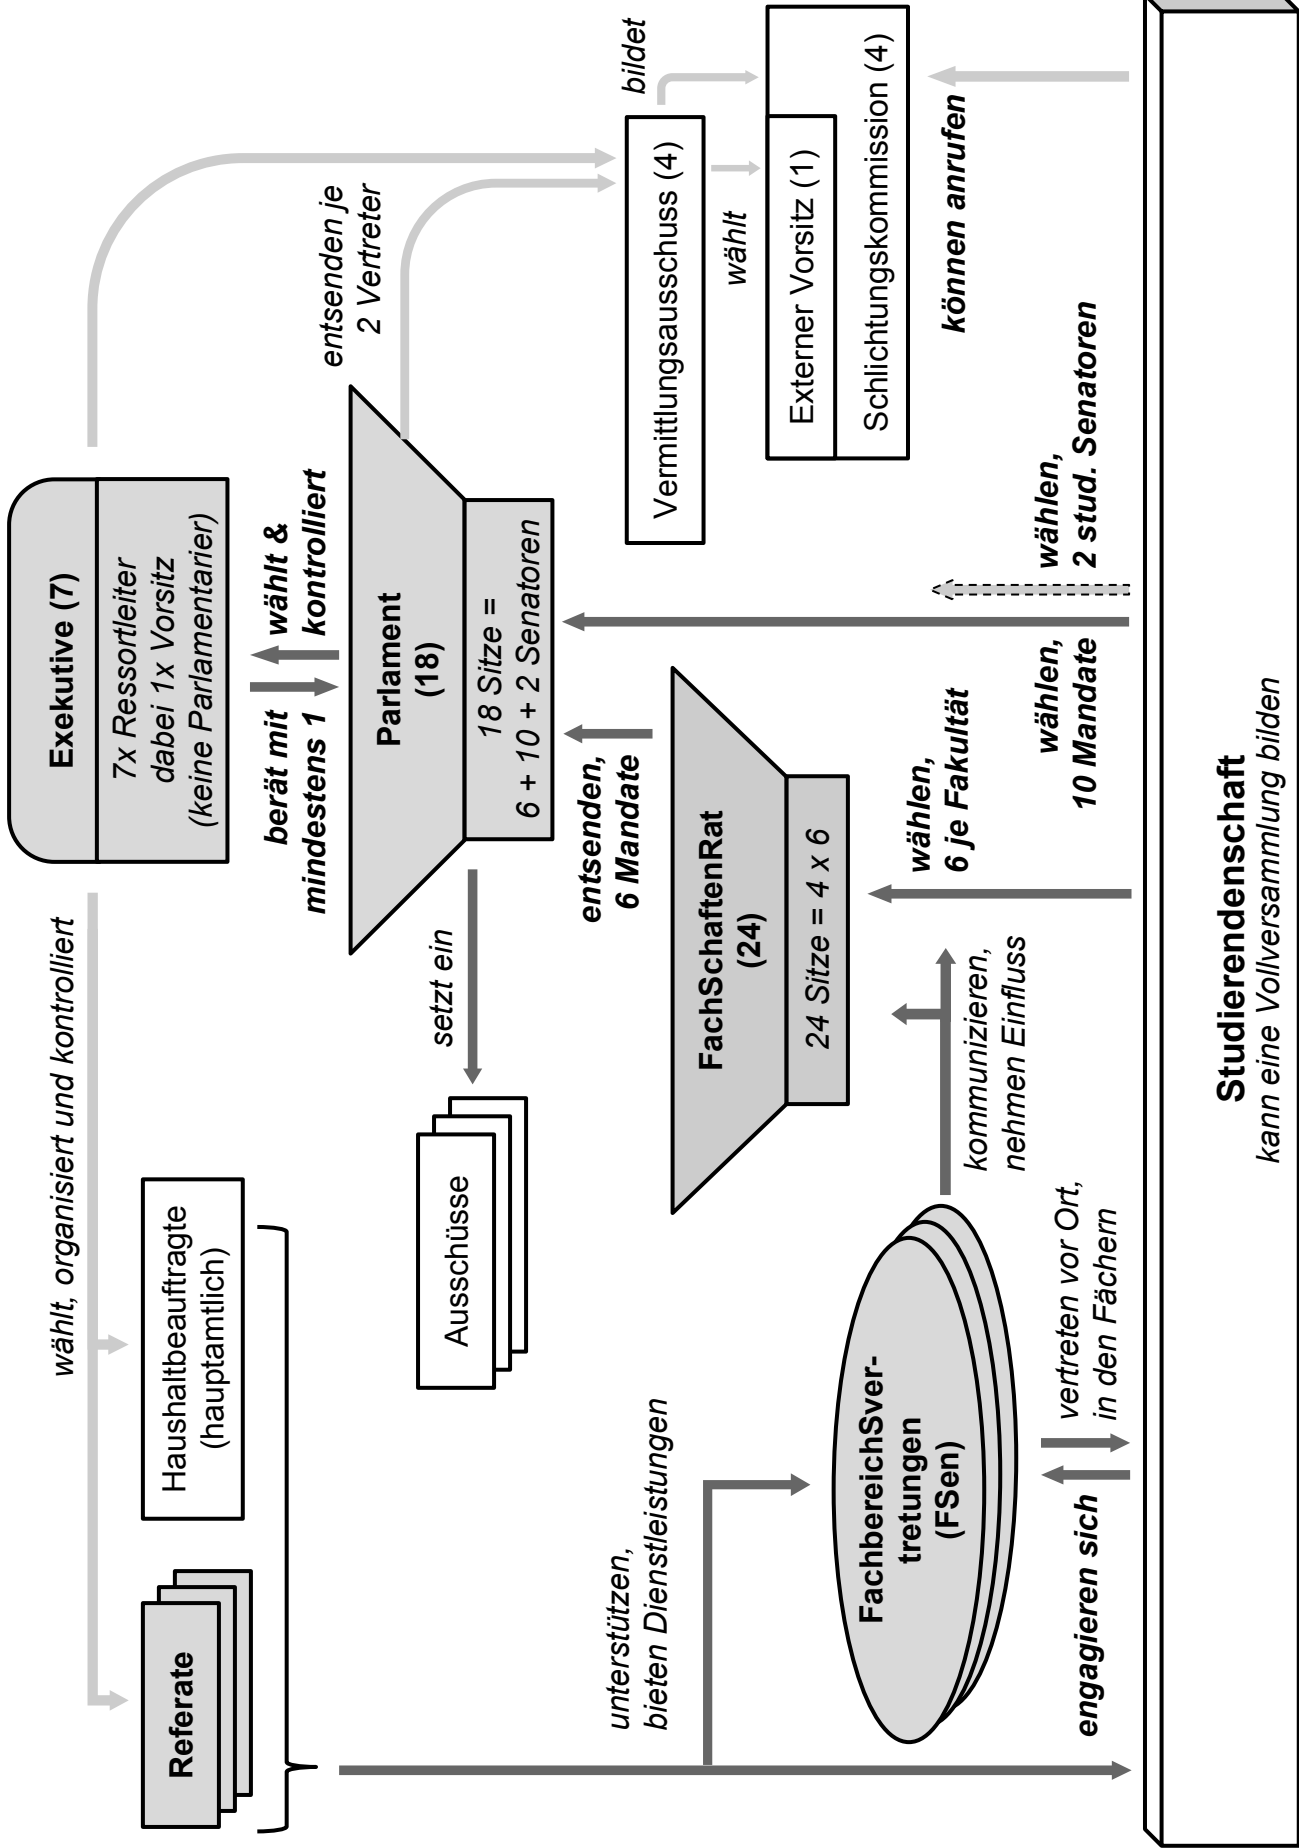 wählt, organisiert und kontrolliert
Referate
Haushaltbeauftragte
(hauptamtlich)
Exekutive (7)
7x Ressortleiter
dabei 1x Vorsitz
(keine Parlamentarier)
berät mit
mindestens 1
wählt &
kontrolliert
entsenden je
2 Vertreter
setzt ein
Ausschüsse
Parlament
(18)
18 Sitze =
6 + 10 + 2 Senatoren
bildet
Vermittlungsausschuss (4)
wählt
Externer Vorsitz (1)
Schlichtungskommission (4)
können anrufen
entsenden,
6 Mandate
unterstützen,
bieten Dienstleistungen
FachSchaftenRat
(24)
24 Sitze = 4 x 6
FachbereichSver-
tretungen
(FSen)
kommunizieren,
nehmen Einfluss
wählen,
6 je Fakultät
wählen,
10 Mandate
wählen,
2 stud. Senatoren
engagieren sich
vertreten vor Ort,
in den Fächern
Studierendenschaft
kann eine Vollversammlung bilden